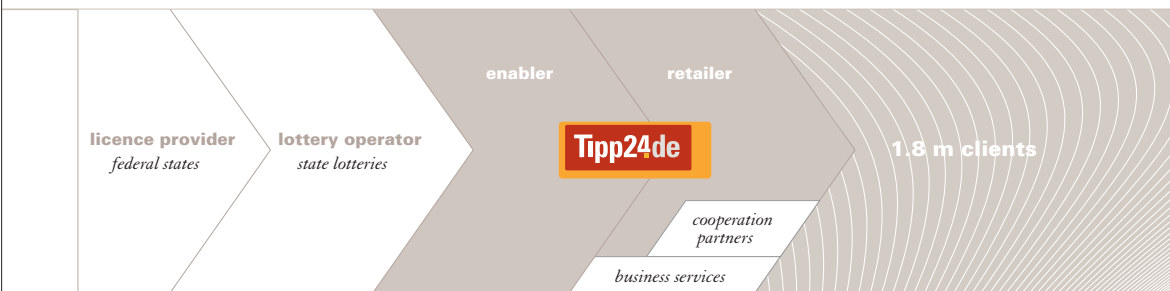 licence provider
federal states
lottery operator
state lotteries
enabler
retailer
Tipp24.de
cooperation
partners
business services
1.8 m clients